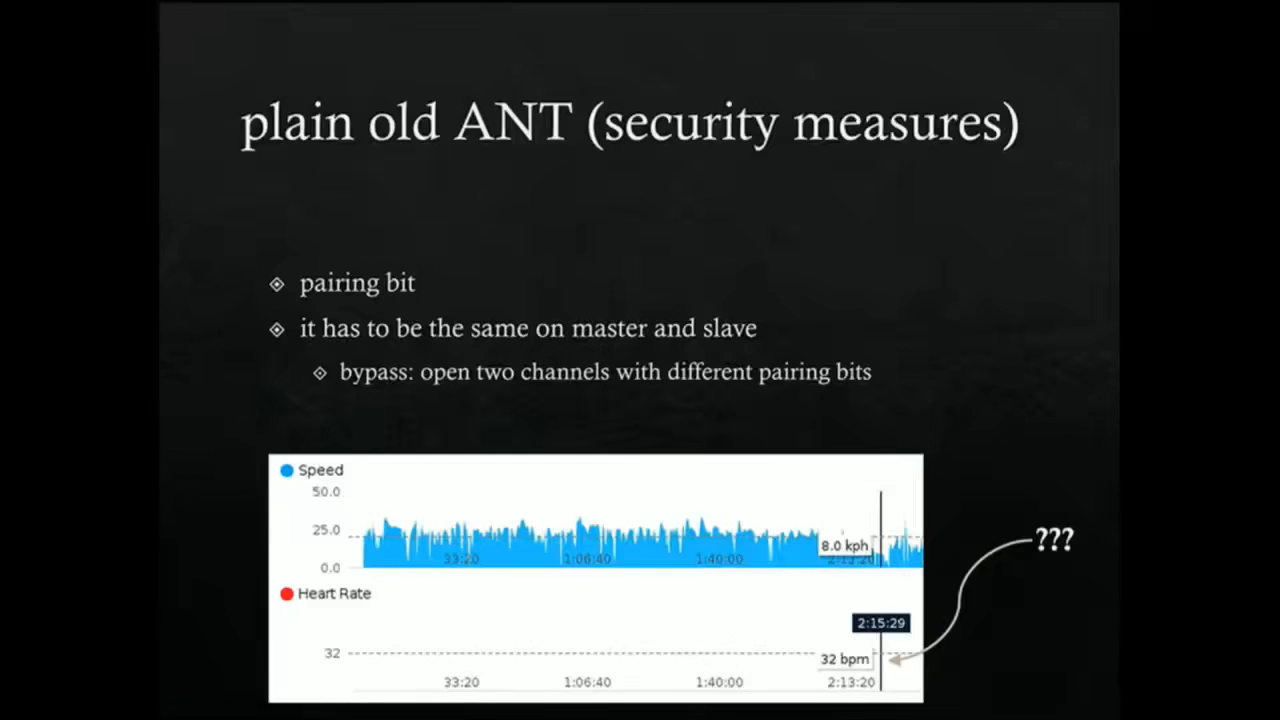 plain old ANT (security measures)
pairing bit
it has to be the same on master and slave
bypass: open two channels with different pairing bits
Speed
50.0
25.0
8.0 kph
33:20 1:06:40 1:40:00 2:13:20
0.0
???
Heart Rate
2:15:29
32
32 bpm
33:20 1:06:40 1:40:00 2:13:20